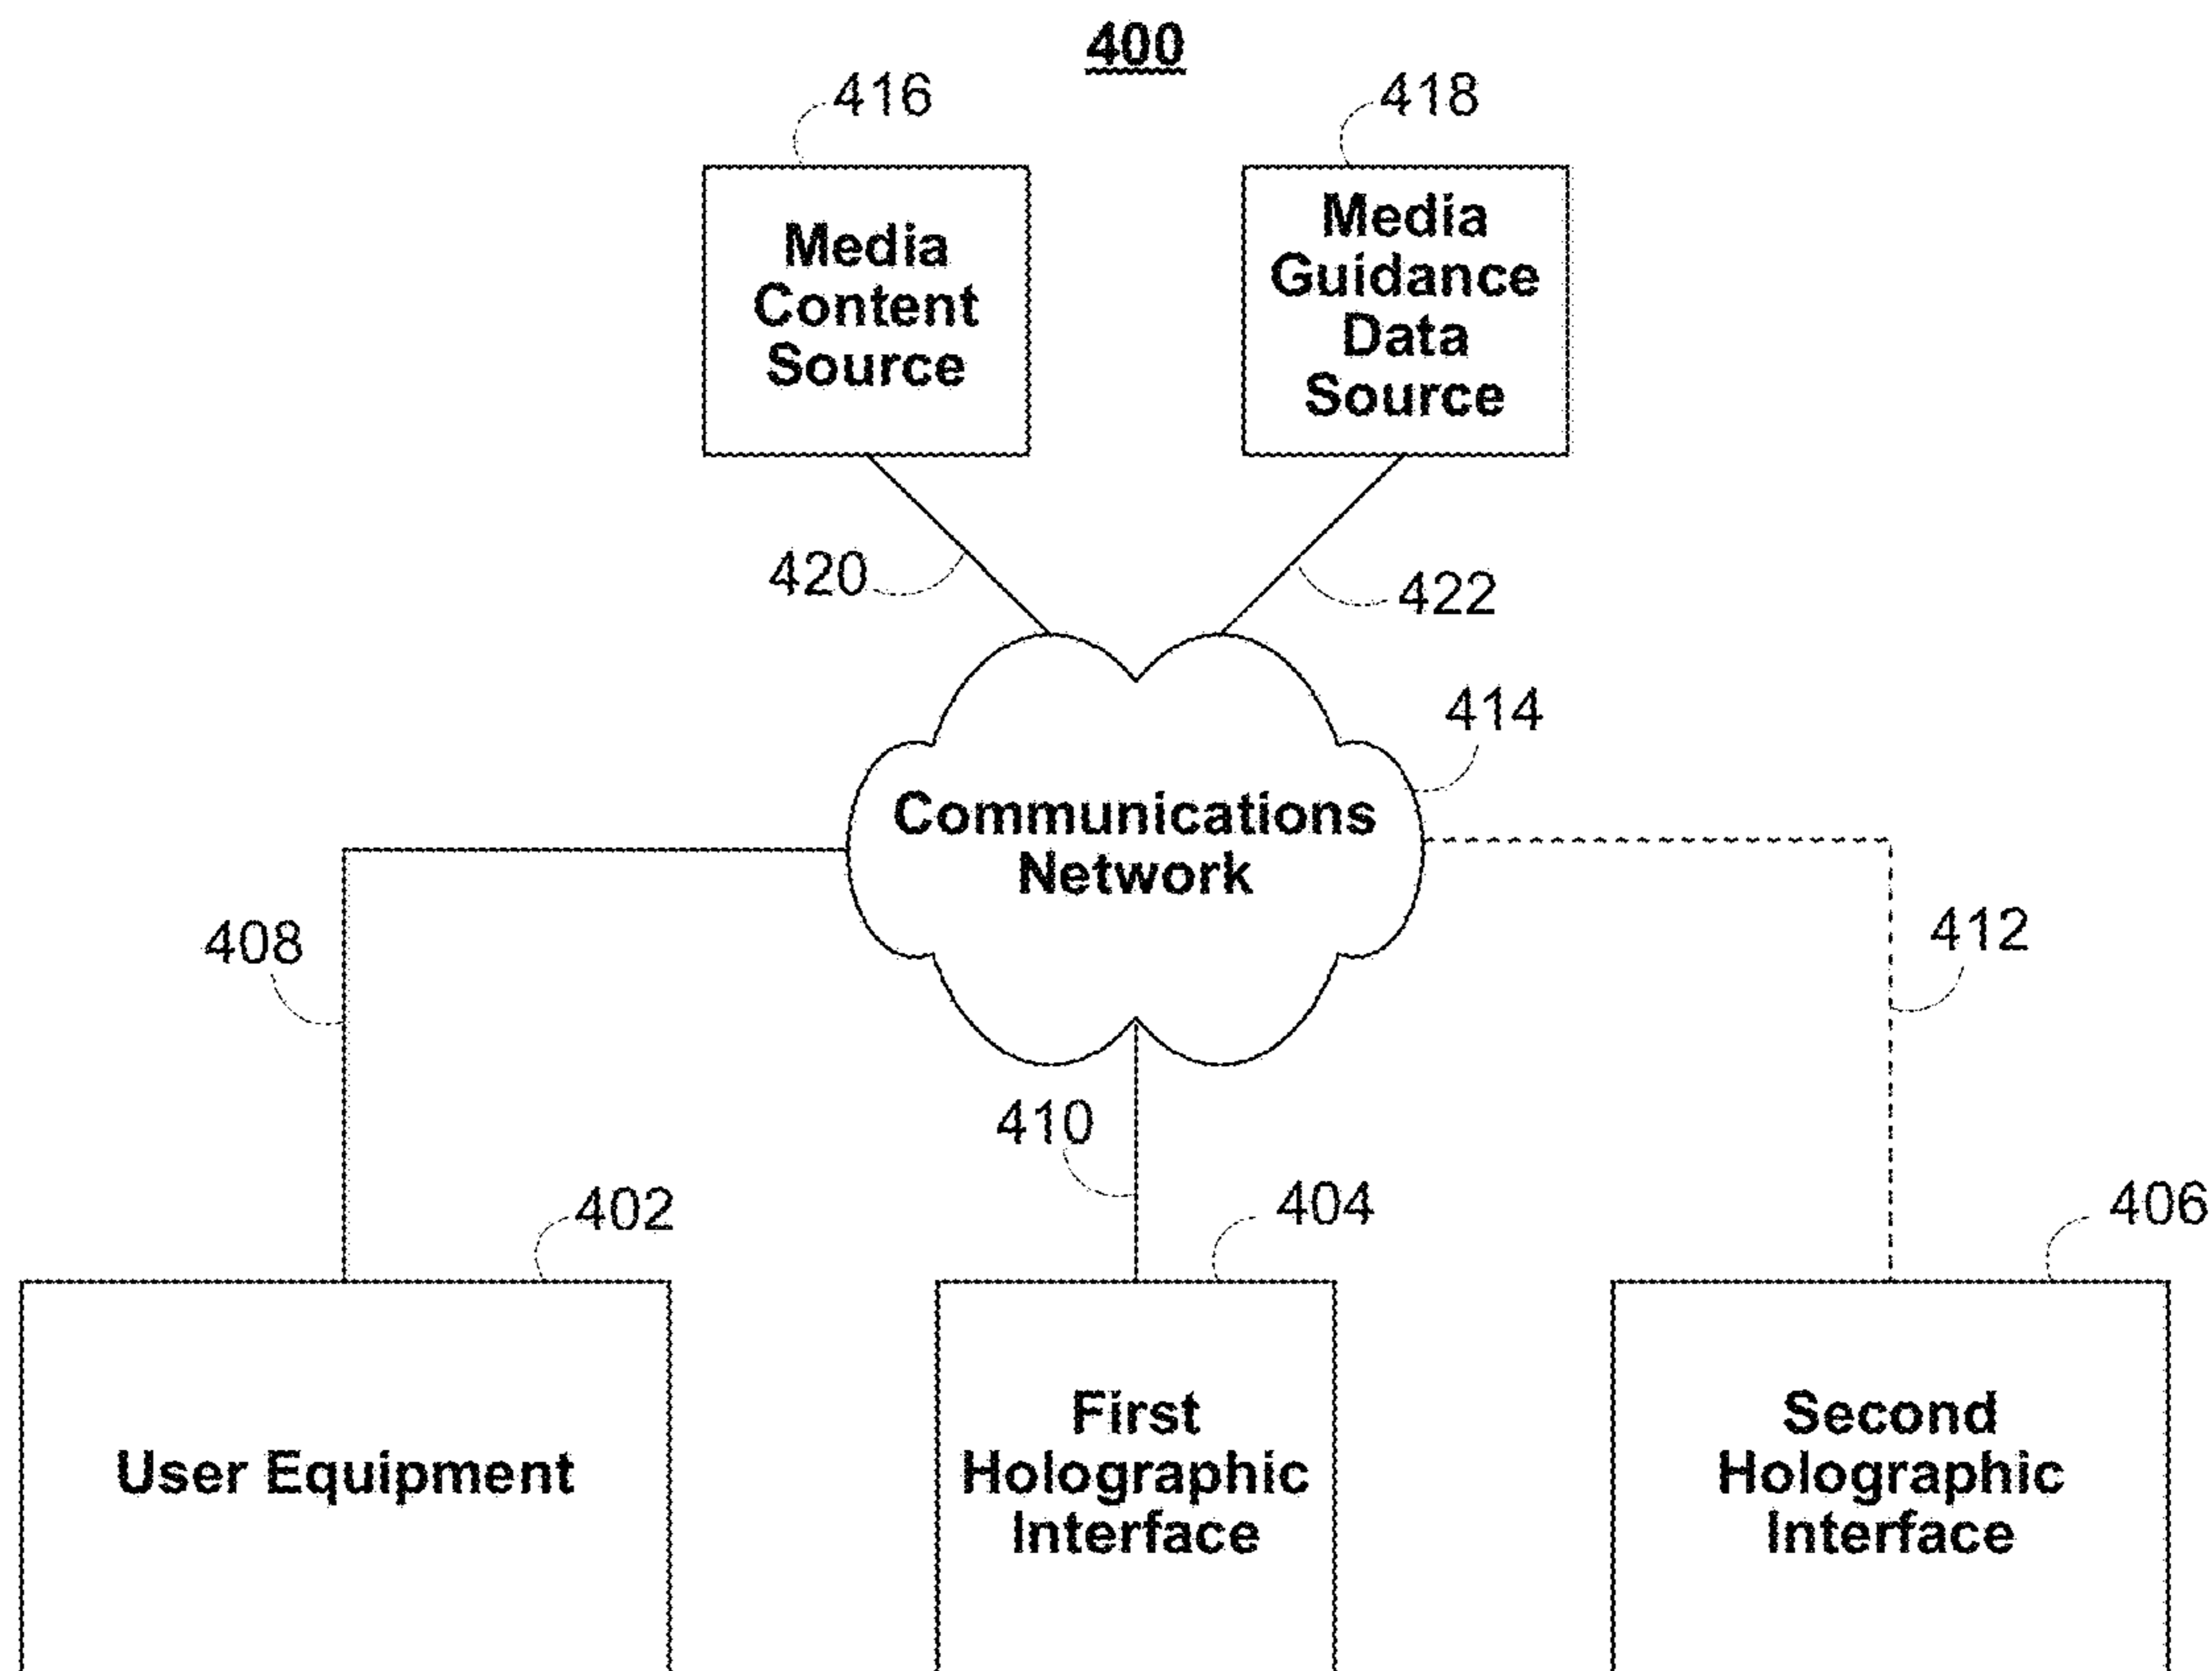 400
416
418
Media
Content
Source
Media
Guidance
Data
Source
420
422
414
Communications
Network
408
412
410
402
404
406
User Equipment
First
Holographic
Interface
Second
Holographic
Interface